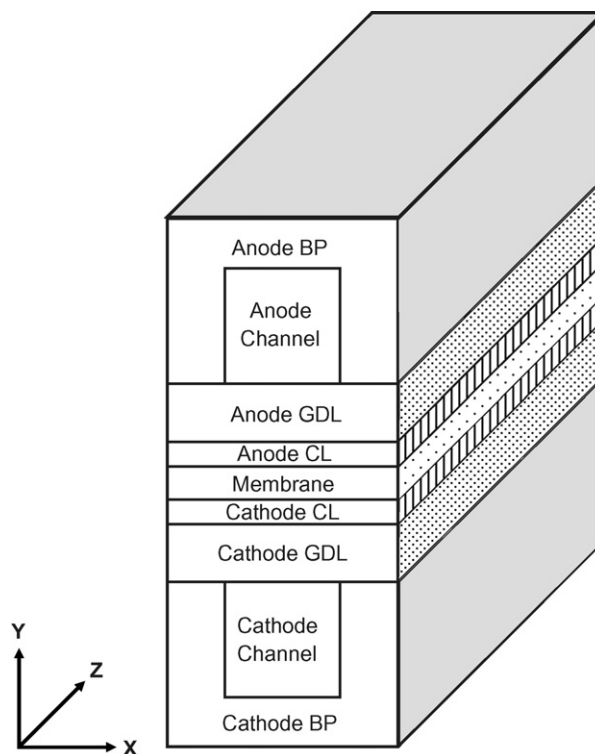 Anode BP
Anode
Channel
Anode GDL
Anode CL
Membrane
Cathode CL
Cathode GDL
Cathode
Channel
Cathode BP
Y
Z
X